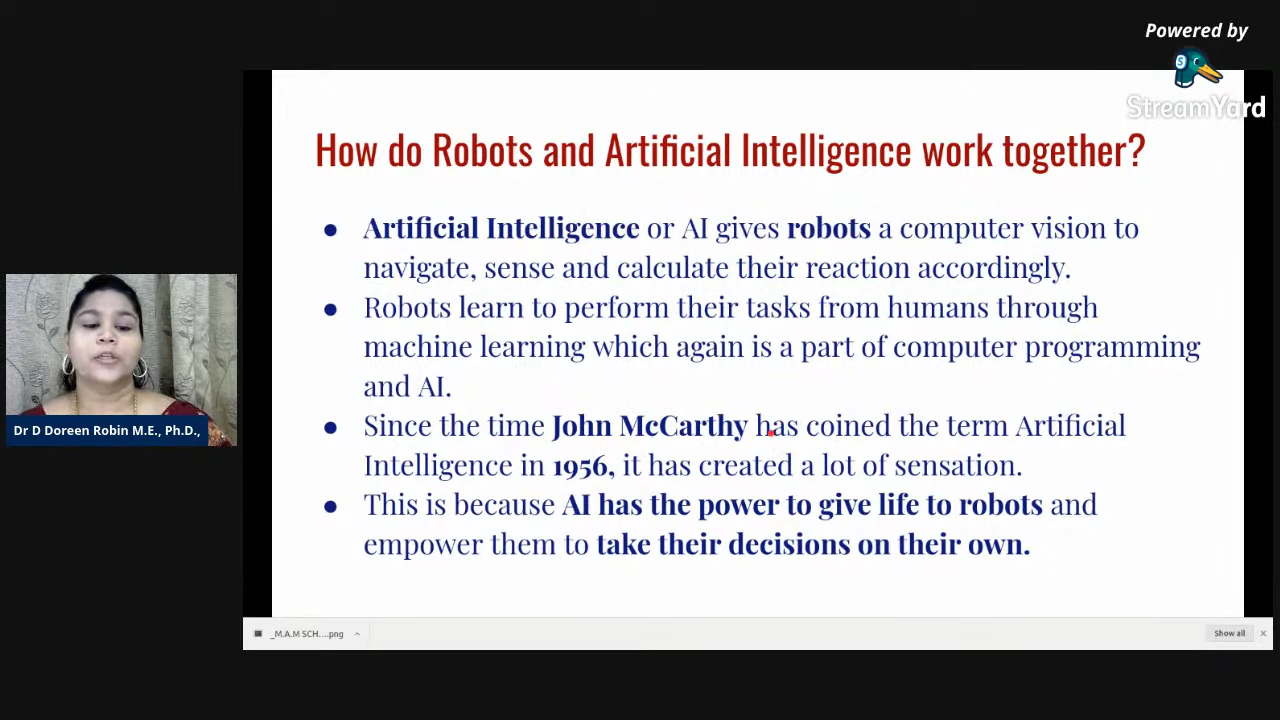 Powered by
S
StreamYard
How do Robots and Artificial Intelligence work together?
● Artificial Intelligence or AI gives robots a computer vision to
navigate, sense and calculate their reaction accordingly.
● Robots learn to perform their tasks from humans through
machine learning which again is a part of computer programming
and AI.
● Since the time John McCarthy has coined the term Artificial
Intelligence in 1956, it has created a lot of sensation.
● This is because AI has the power to give life to robots and
empower them to take their decisions on their own.
Dr D Doreen Robin M.E., Ph.D.,
_M.A.M SCH....png
Show all